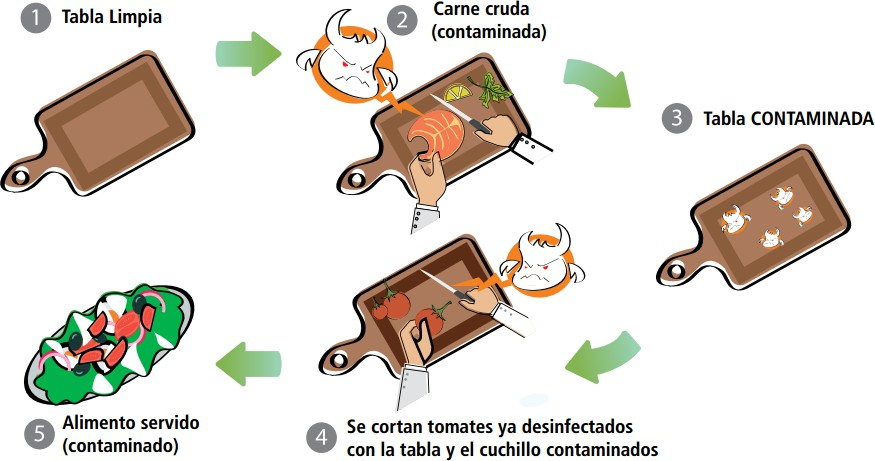 1 Tabla Limpia
2 Carne cruda
(contaminada)
3 Tabla CONTAMINADA
4 Se cortan tomates ya desinfectados
con la tabla y el cuchillo contaminados
5 Alimento servido
(contaminado)